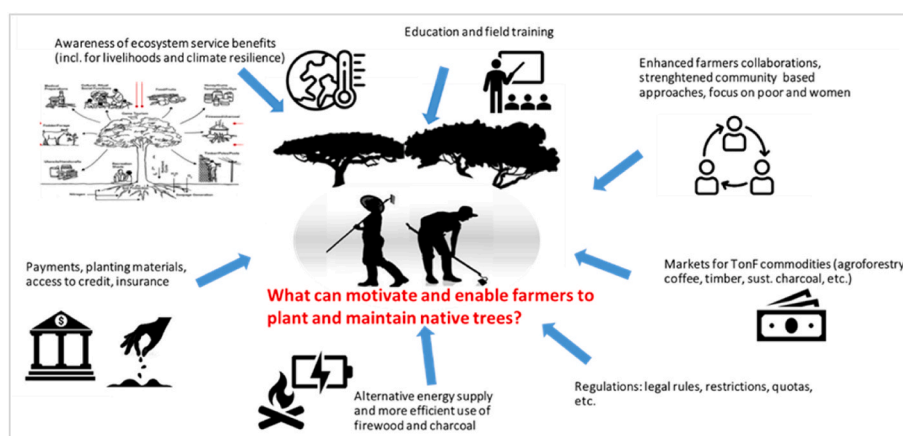 Awareness of ecosystem service benefits
(incl. for livelihoods and climate resilience)
Education and field training
Enhanced farmers collaborations,
strenghtened community based
approaches, focus on poor and women
Payments, planting materials,
access to credit, insurance
Markets for TonF commodities (agroforestry
coffee, timber, sust. charcoal, etc.)
What can motivate and enable farmers to
plant and maintain native trees?
Alternative energy supply
and more efficient use of
firewood and charcoal
Regulations: legal rules, restrictions, quotas,
etc.